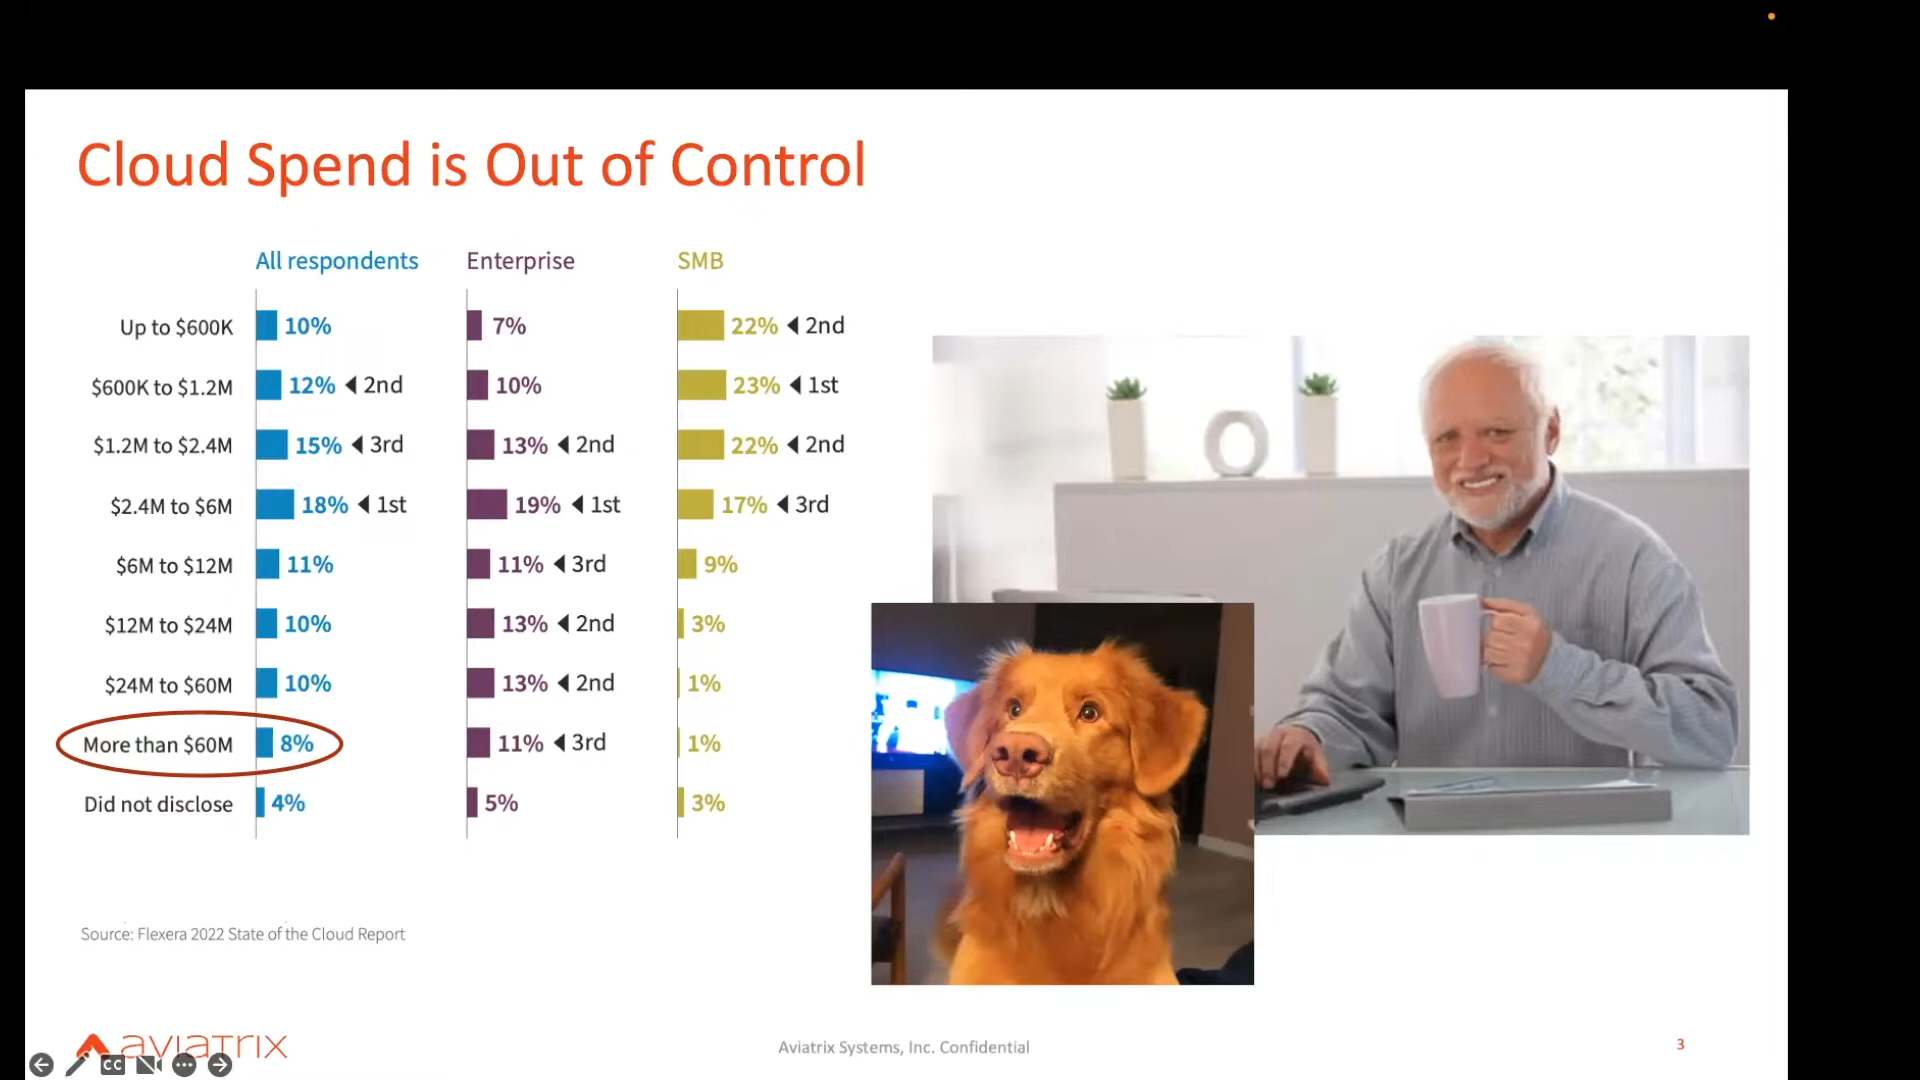 Cloud Spend is Out of Control
All respondents Enterprise SMB
Up to $600K 10% 7% 22% 2nd
$600K to $1.2M 12% 2nd 10% 23% 1st
$1.2M to $2.4M 15% 3rd 13% 2nd 22% 2nd
$2.4M to $6M 18% 1st 19% 1st 17% 3rd
$6M to $12M 11% 11% 3rd 9%
$12M to $24M 10% 13% 2nd 3%
$24M to $60M 10% 13% 2nd 1%
More than $60M 8% 11% 3rd 1%
Did not disclose 4% 5% 3%
Source: Flexera 2022 State of the Cloud Report
aviatrix
CC
Aviatrix Systems, Inc. Confidential
3